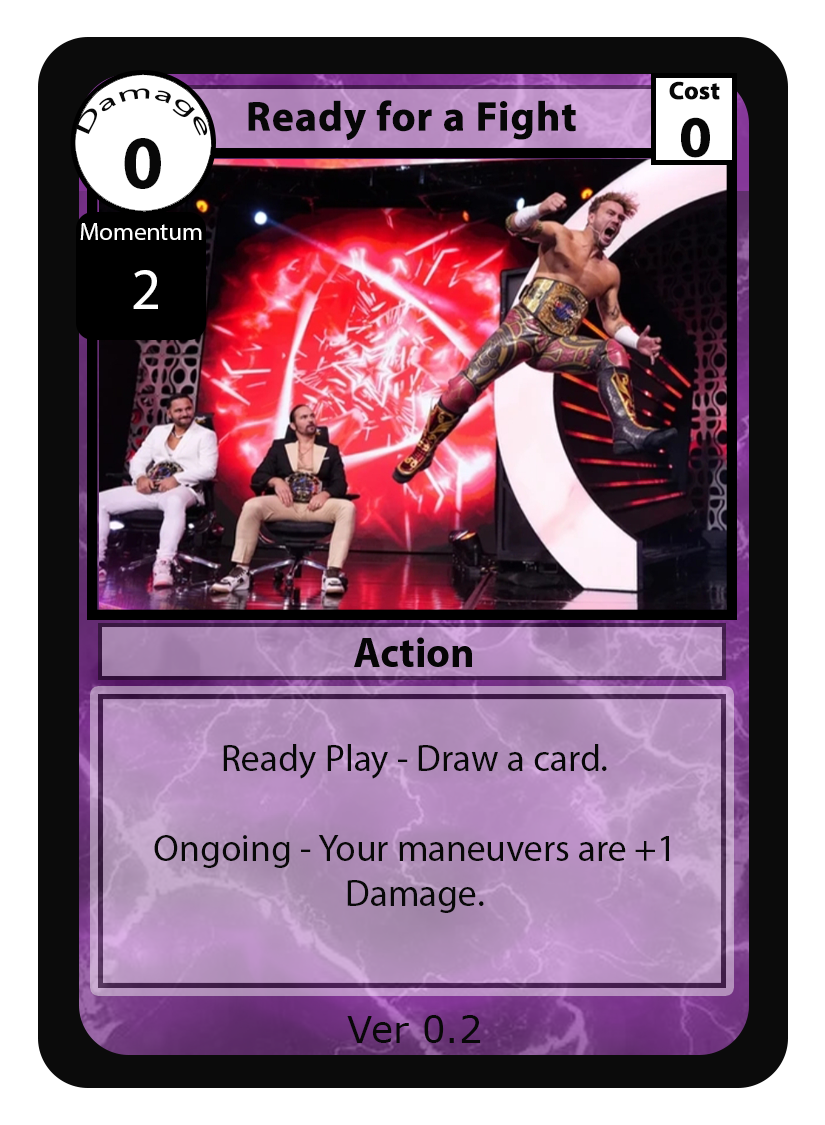 Damage
0
Ready for a Fight
Cost
0
Momentum
2
Action
Ready Play - Draw a card.
Ongoing - Your maneuvers are +1
Damage.
Ver 0.2